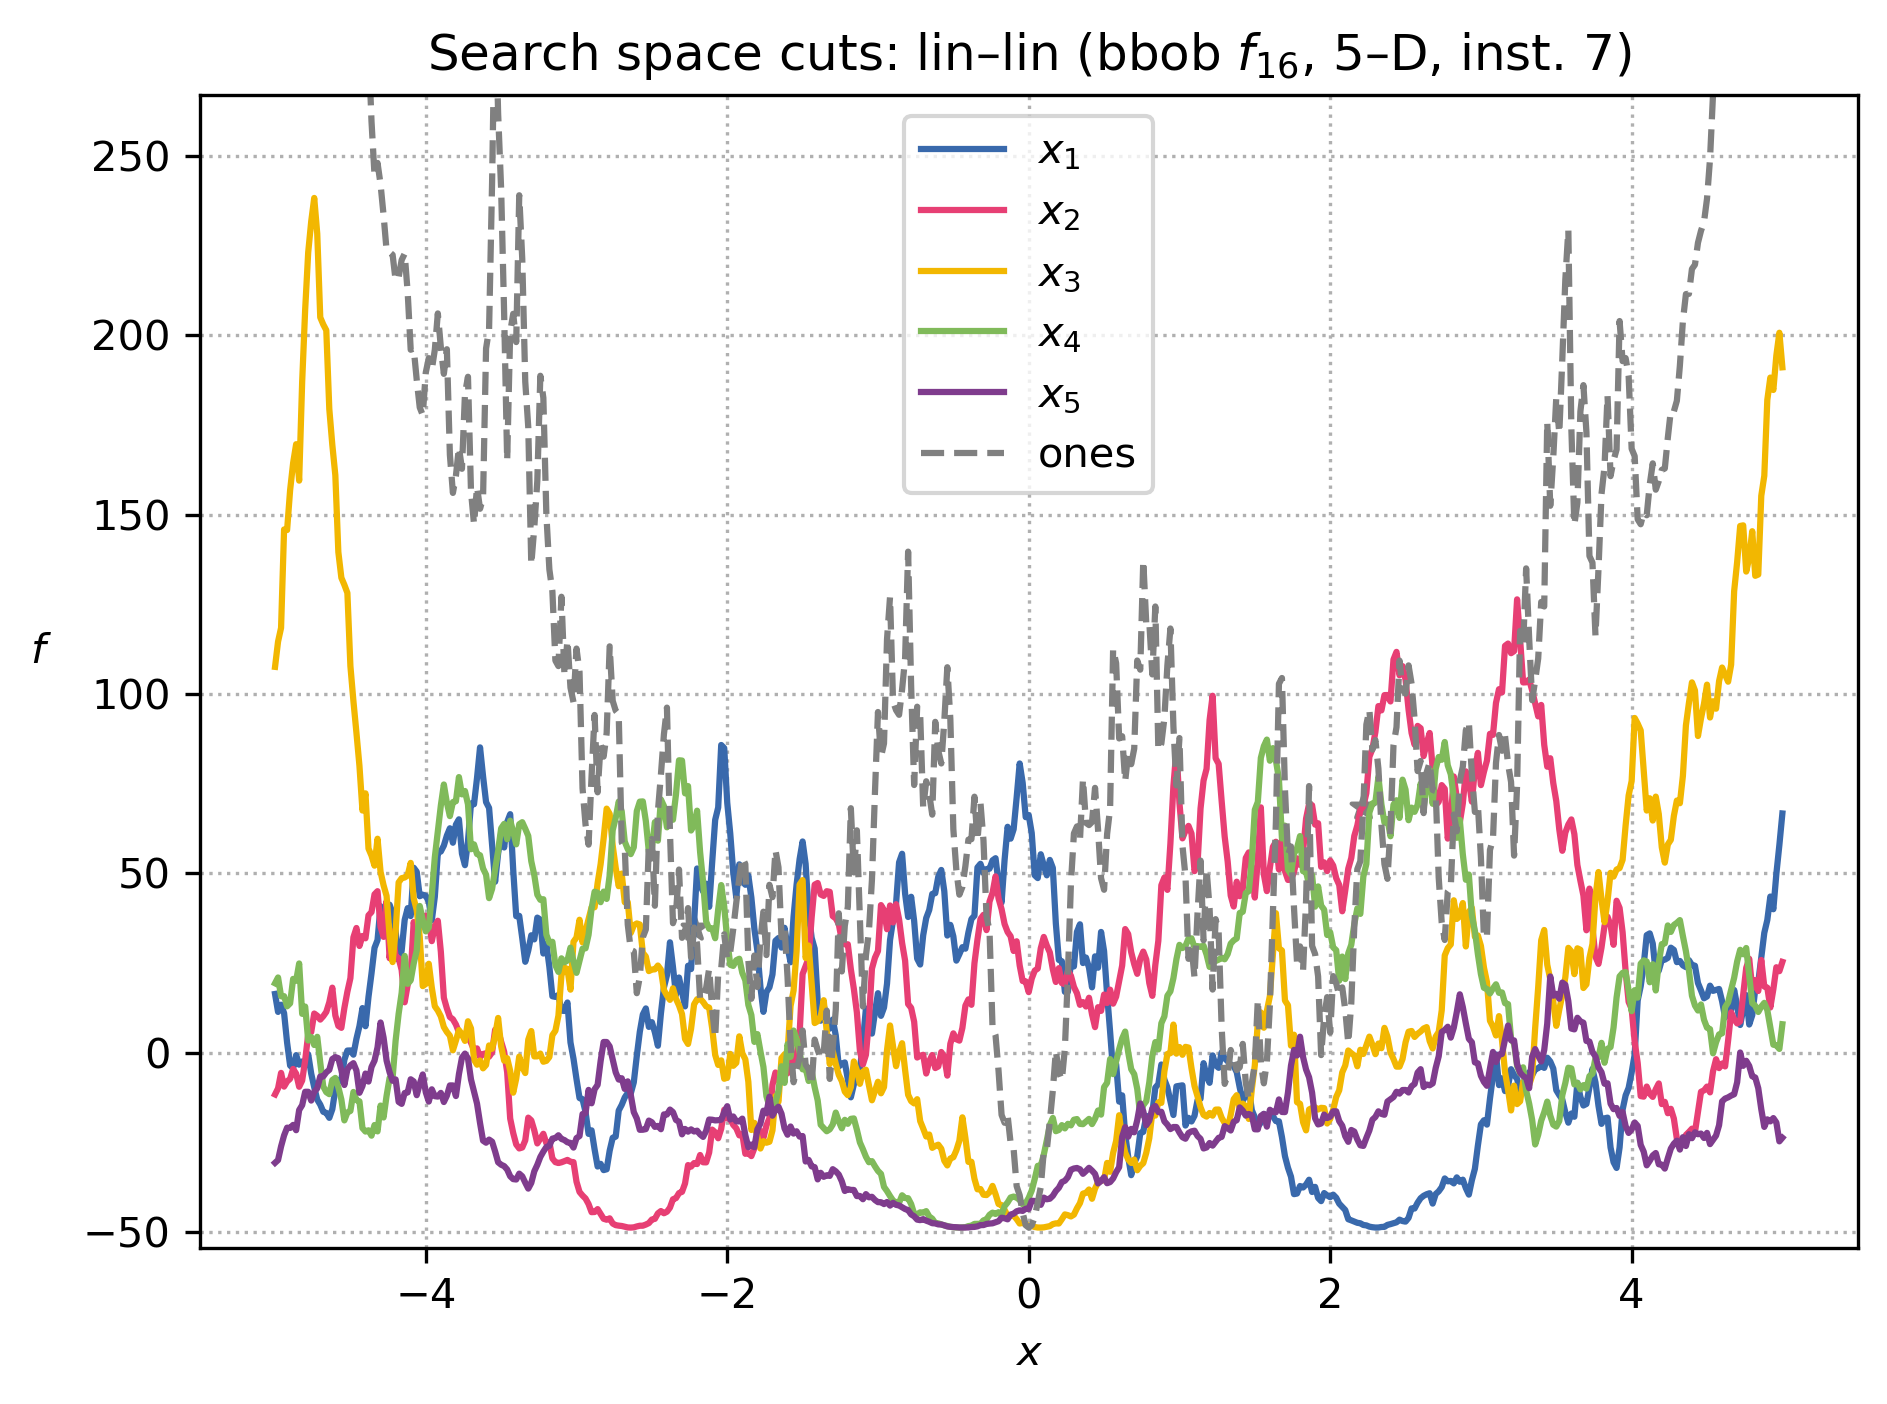 Search space cuts: lin–lin (bbob f16, 5–D, inst. 7)
250
200
150
100
50
0
−50
f
x1
x2
x3
x4
x5
ones
−4
−2
0
2
4
x